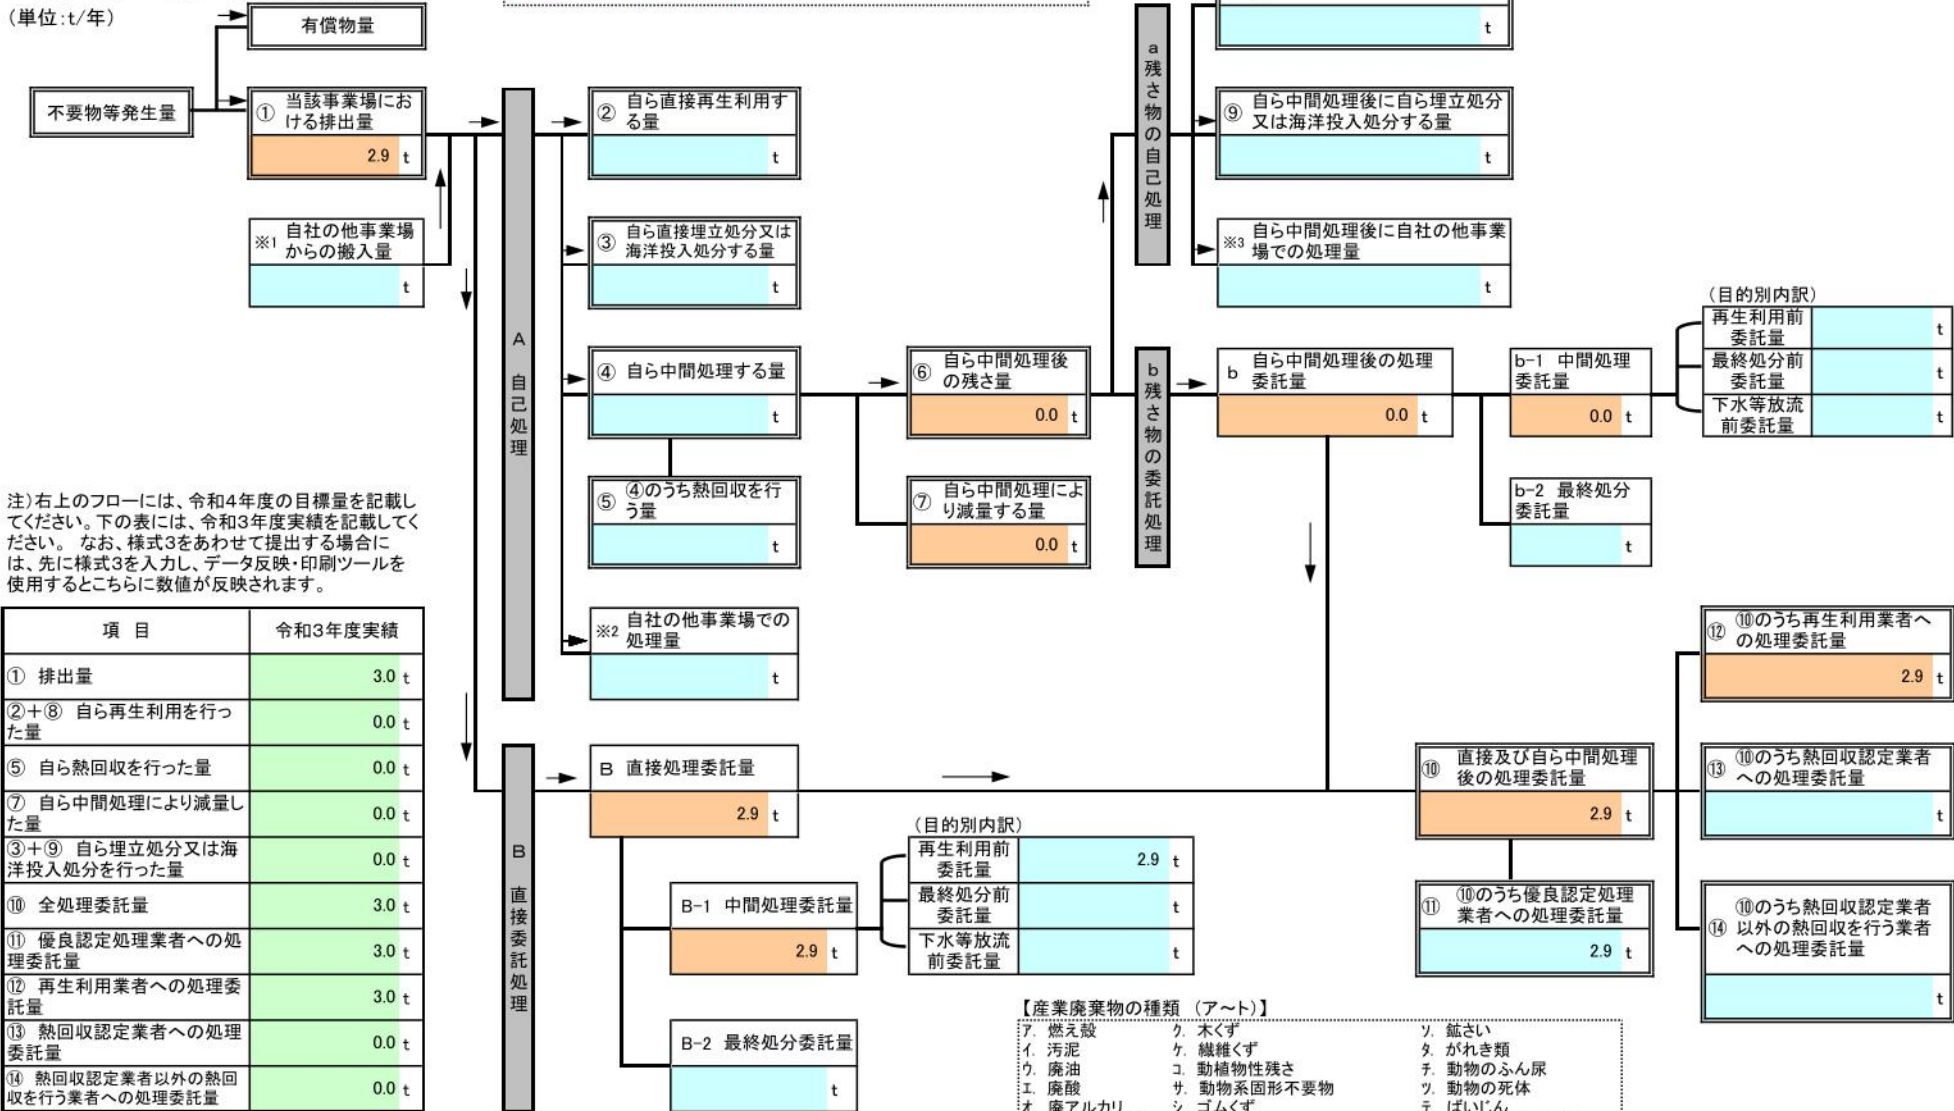 (単位:t/年)
有償物量
t
不要物等発生量
① 当該事業場にお
ける排出量
2.9 t
※1 自社の他事業場
からの搬入量
t
A 自己処理
② 自ら直接再生利用す
る量
t
③ 自ら直接埋立処分又は
海洋投入処分する量
t
④ 自ら中間処理する量
t
⑤ ④のうち熱回収を行
う量
t
※2 自社の他事業場での
処理量
t
⑥ 自ら中間処理後
の残さ量
0.0 t
⑦ 自ら中間処理によ
り減量する量
0.0 t
a 残さ物の自己処理
⑨ 自ら中間処理後に自ら埋立処分
又は海洋投入処分する量
t
※3 自ら中間処理後に自社の他事業
場での処理量
t
b 残さ物の委託処理
b 自ら中間処理後の処理
委託量
0.0 t
b-1 中間処理
委託量
0.0 t
b-2 最終処分
委託量
t
(目的別内訳)
再生利用前
委託量
t
最終処分前
委託量
t
下水等放流
前委託量
t
注)右上のフローには、令和4年度の目標量を記載し
てください。下の表には、令和3年度実績を記載してく
ださい。 なお、様式3をあわせて提出する場合に
は、先に様式3を入力し、データ反映・印刷ツールを
使用するとこちらに数値が反映されます。
項 目 令和3年度実績
① 排出量 3.0 t
②+⑧ 自ら再生利用を行っ
た量 0.0 t
⑤ 自ら熱回収を行った量 0.0 t
⑦ 自ら中間処理により減量し
た量 0.0 t
③+⑨ 自ら埋立処分又は海
洋投入処分を行った量 0.0 t
⑩ 全処理委託量 3.0 t
⑪ 優良認定処理業者への処
理委託量 3.0 t
⑫ 再生利用業者への処理委
託量 3.0 t
⑬ 熱回収認定業者への処理
委託量 0.0 t
⑭ 熱回収認定業者以外の熱回
収を行う業者への処理委託量 0.0 t
B 直接委託処理
B 直接処理委託量
2.9 t
B-1 中間処理委託量
2.9 t
B-2 最終処分委託量
t
(目的別内訳)
再生利用前
委託量
2.9 t
最終処分前
委託量
t
下水等放流
前委託量
t
⑩ 直接及び自ら中間処理
後の処理委託量
2.9 t
⑪ ⑩のうち優良認定処理
業者への処理委託量
2.9 t
⑫ ⑩のうち再生利用業者へ
の処理委託量
2.9 t
⑬ ⑩のうち熱回収認定業者
への処理委託量
t
⑭ ⑩のうち熱回収認定業者
以外の熱回収を行う業者
への処理委託量
t
【産業廃棄物の種類 (ア~ト)】
ア. 燃え殻 ク. 木くず ソ. 鉱さい
イ. 汚泥 ケ. 繊維くず タ. がれき類
ウ. 廃油 コ. 動植物性残さ チ. 動物のふん尿
エ. 廃酸 サ. 動物系固形不要物 ツ. 動物の死体
オ. 廃アルカリ シ. ゴムくず テ. ばいじん